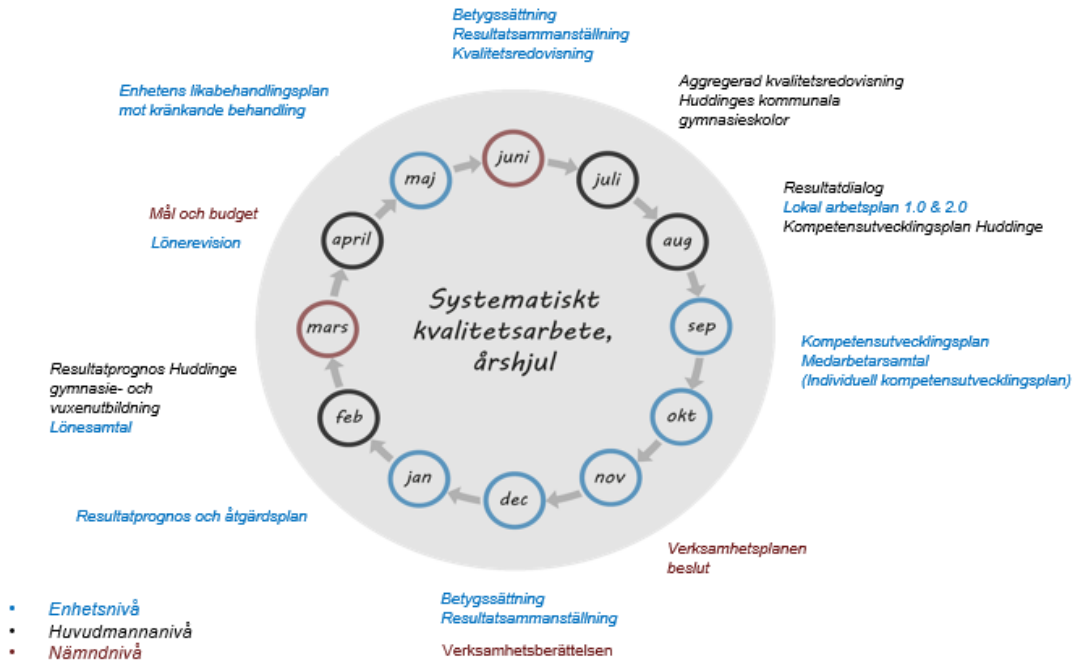 Betygssättning
Resultatsammanställning
Kvalitetsredovisning
Enhetens likabehandlingsplan
mot kränkande behandling
Aggregerad kvalitetsredovisning
Huddinges kommunala
gymnasieskolor
juni
maj
juli
Resultatdialog
Lokal arbetsplan 1.0 & 2.0
Kompetensutvecklingsplan Huddinge
Mål och budget
Lönerevision
april
aug
Systematiskt
kvalitetsarbete,
årshjul
mars
sep
Kompetensutvecklingsplan
Medarbetarsamtal
(Individuell kompetensutvecklingsplan)
Resultatprognos Huddinge
gymnasie- och
vuxenutbildning
Lönesamtal
feb
okt
jan
nov
dec
Resultatprognos och åtgärdsplan
Verksamhetsplanen
beslut
Betygssättning
Resultatsammanställning
Verksamhetsberättelsen
• Enhetsnivå
• Huvudmannanivå
• Nämndnivå